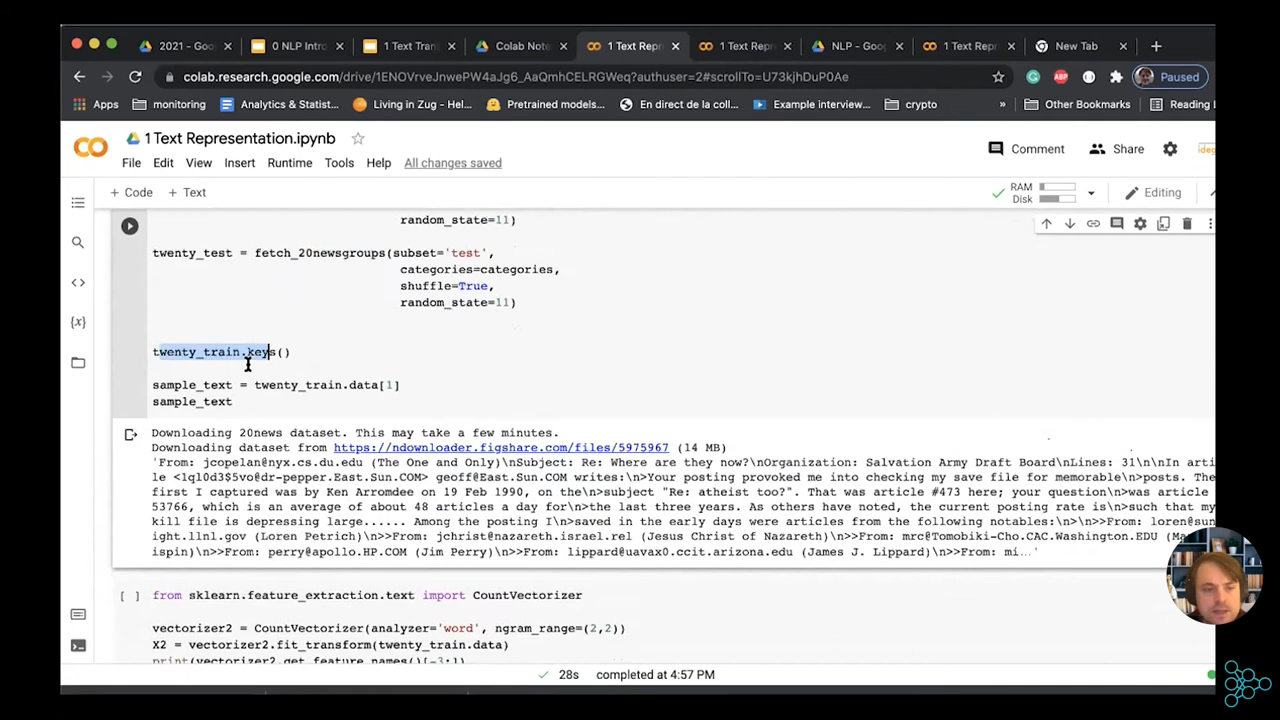 2021 - Goo
0 NLP Intro
1 Text Tran
Colab Note
1 Text Repr
1 Text Repr
NLP - Goog
1 Text Repr
New Tab
colab.research.google.com/drive/1ENOVrveJnwePW4aJg6_AaQmhCELRGWeq?authuser=2#scrollTo=U73kjhDuP0Ae
ABP
Paused
Apps
monitoring
Analytics & Statist...
Living in Zug - Hel...
Pretrained models...
En direct de la coll...
Example interview...
crypto
»
Other Bookmarks
Reading
1 Text Representation.ipynb
File Edit View Insert Runtime Tools Help All changes saved
Comment
Share
+ Code + Text
RAM
Disk
Editing
random_state=11)
twenty_test = fetch_20newsgroups(subset='test',
categories=categories,
shuffle=True,
random_state=11)
twenty_train.keys()
sample_text = twenty_train.data[1]
sample_text
Downloading 20news dataset. This may take a few minutes.
Downloading dataset from https://ndownloader.figshare.com/files/5975967 (14 MB)
'From: jcopelan@nyx.cs.du.edu (The One and Only)\nSubject: Re: Where are they now?\nOrganization: Salvation Army Draft Board\nLines: 31\n\nIn arti
le <1ql0d3$5vo@dr-pepper.East.Sun.COM> geoff@East.Sun.COM writes:\n>Your posting provoked me into checking my save file for memorable\n>posts. The
first I captured was by Ken Arromdee on 19 Feb 1990, on the\n>subject "Re: atheist too?". That was article #473 here; your question\n>was article
53766, which is an average of about 48 articles a day for\n>the last three years. As others have noted, the current posting rate is\n>such that my
kill file is depressing large...... Among the posting I\n>saved in the early days were articles from the following notables:\n>\n>From: loren@sun
ight.llnl.gov (Loren Petrich)\n>>From: jchrist@nazareth.israel.rel (Jesus Christ of Nazareth)\n>>From: mrc@Tomobiki-Cho.CAC.Washington.EDU (Ma
ispin)\n>>From: perry@apollo.HP.COM (Jim Perry)\n>>From: lippard@uavax0.ccit.arizona.edu (James J. Lippard)\n>>From: mi...'
[ ] from sklearn.feature_extraction.text import CountVectorizer
vectorizer2 = CountVectorizer(analyzer='word', ngram_range=(2,2))
X2 = vectorizer2.fit_transform(twenty_train.data)
print(vectorizer2.get_feature_names()[-3:])
28s completed at 4:57 PM